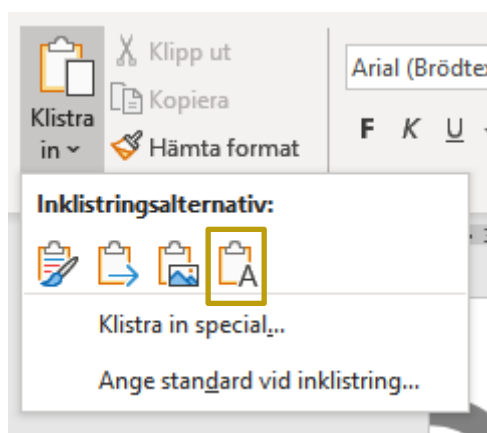 Klistra
in
Klipp ut
Kopiera
Hämta format
Arial (Brödtex
F K U
Inklistringsalternativ:
A
Klistra in special...
Ange standard vid inklistring...